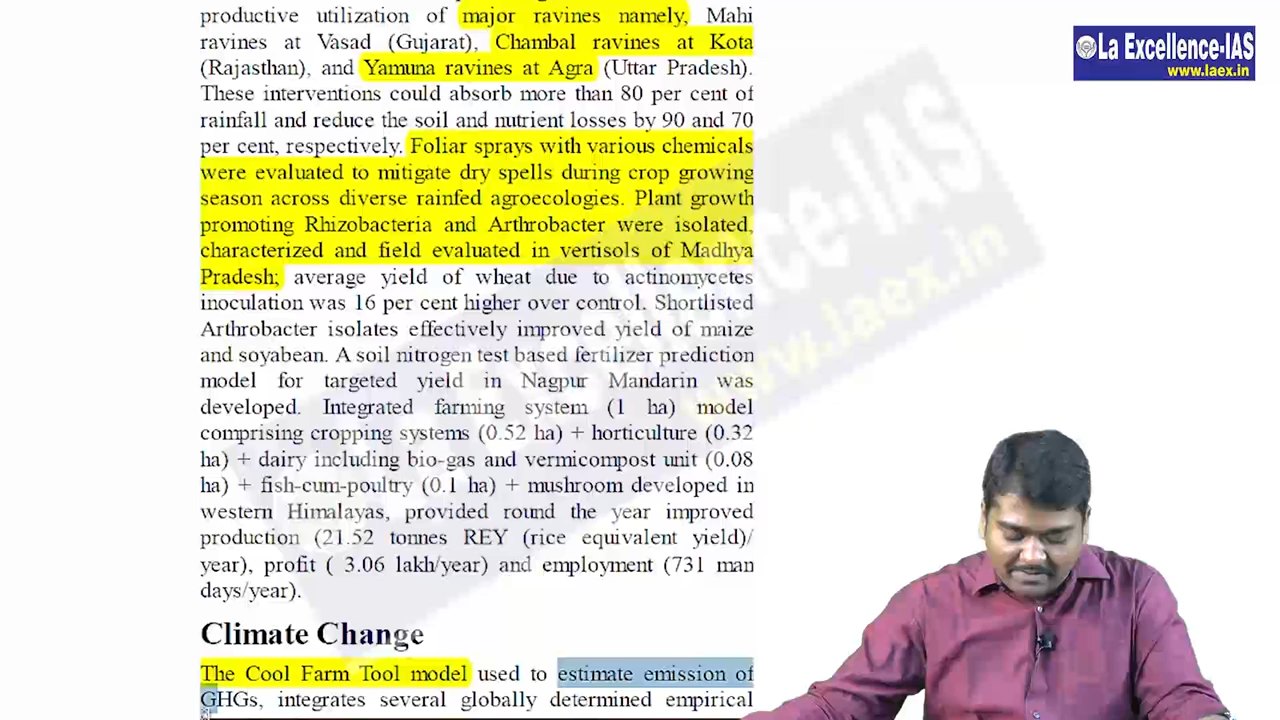 productive utilization of major ravines namely, Mahi
ravines at Vasad (Gujarat), Chambal ravines at Kota
(Rajasthan), and Yamuna ravines at Agra (Uttar Pradesh).
These interventions could absorb more than 80 per cent of
rainfall and reduce the soil and nutrient losses by 90 and 70
per cent, respectively. Foliar sprays with various chemicals
were evaluated to mitigate dry spells during crop growing
season across diverse rainfed agroecologies. Plant growth
promoting Rhizobacteria and Arthrobacter were isolated,
characterized and field evaluated in vertisols of Madhya
Pradesh; average yield of wheat due to actinomycetes
inoculation was 16 per cent higher over control. Shortlisted
Arthrobacter isolates effectively improved yield of maize
and soyabean. A soil nitrogen test based fertilizer prediction
model for targeted yield in Nagpur Mandarin was
developed. Integrated farming system (1 ha) model
comprising cropping systems (0.52 ha) + horticulture (0.32
ha) + dairy including bio-gas and vermicompost unit (0.08
ha) + fish-cum-poultry (0.1 ha) + mushroom developed in
western Himalayas, provided round the year improved
production (21.52 tonnes REY (rice equivalent yield)/
year), profit ( 3.06 lakh/year) and employment (731 man
days/year).
Climate Change
The Cool Farm Tool model used to estimate emission of
GHGs, integrates several globally determined empirical
La Excellence-IAS
www.laex.in
La Excellence-IAS
www.laex.in